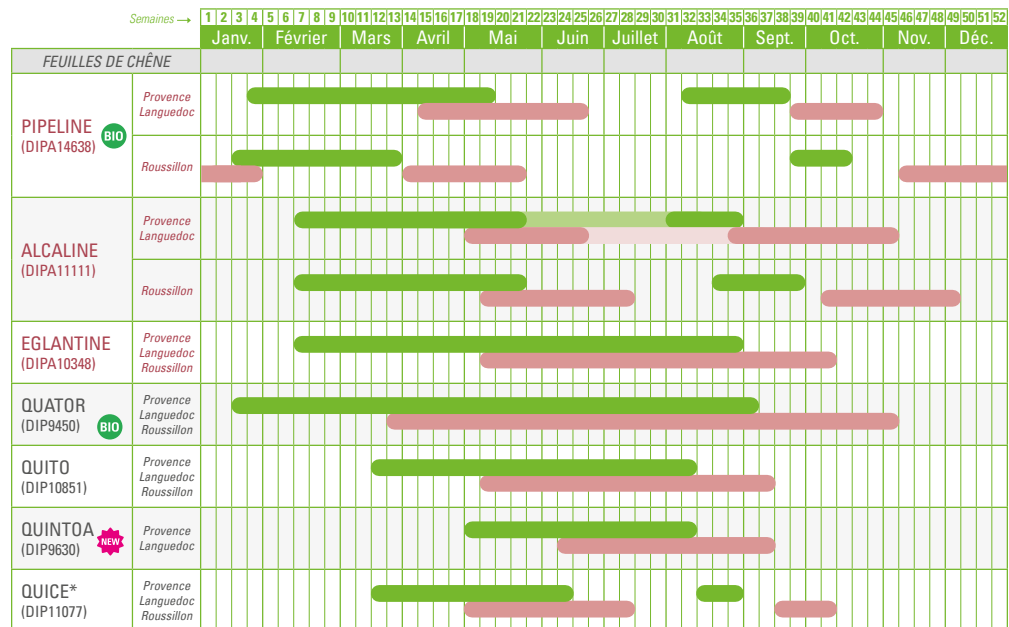 Semaines → 1 2 3 4 5 6 7 8 9 10 11 12 13 14 15 16 17 18 19 20 21 22 23 24 25 26 27 28 29 30 31 32 33 34 35 36 37 38 39 40 41 42 43 44 45 46 47 48 49 50 51 52
Janv. Février Mars Avril Mai Juin Juillet Août Sept. Oct. Nov. Déc.
FEUILLES DE CHÊNE
PIPELINE
(DIPA14638)
BIO
Provence
Languedoc
Roussillon
ALCALINE
(DIPA11111)
Provence
Languedoc
Roussillon
EGLANTINE
(DIPA10348)
Provence
Languedoc
Roussillon
QUATOR
(DIP9450)
BIO
Provence
Languedoc
Roussillon
QUITO
(DIP10851)
Provence
Languedoc
Roussillon
QUINTOA
(DIP9630)
NEW
Provence
Languedoc
QUICE*
(DIP11077)
Provence
Languedoc
Roussillon